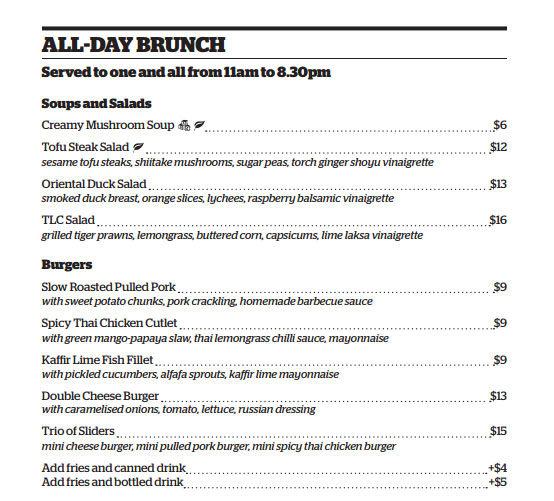 ALL-DAY BRUNCH
Served to one and all from 11am to 8.30pm
Soups and Salads
Creamy Mushroom Soup $6
Tofu Steak Salad $12
sesame tofu steaks, shiitake mushrooms, sugar peas, torch ginger shoyu vinaigrette
Oriental Duck Salad $13
smoked duck breast, orange slices, lychees, raspberry balsamic vinaigrette
TLC Salad $16
grilled tiger prawns, lemongrass, buttered corn, capsicums, lime laksa vinaigrette
Burgers
Slow Roasted Pulled Pork $9
with sweet potato chunks, pork crackling, homemade barbecue sauce
Spicy Thai Chicken Cutlet $9
with green mango-papaya slaw, thai lemongrass chilli sauce, mayonnaise
Kaffir Lime Fish Fillet $9
with pickled cucumbers, alfafa sprouts, kaffir lime mayonnaise
Double Cheese Burger $13
with caramelised onions, tomato, lettuce, russian dressing
Trio of Sliders $15
mini cheese burger, mini pulled pork burger, mini spicy thai chicken burger
Add fries and canned drink +$4
Add fries and bottled drink +$5